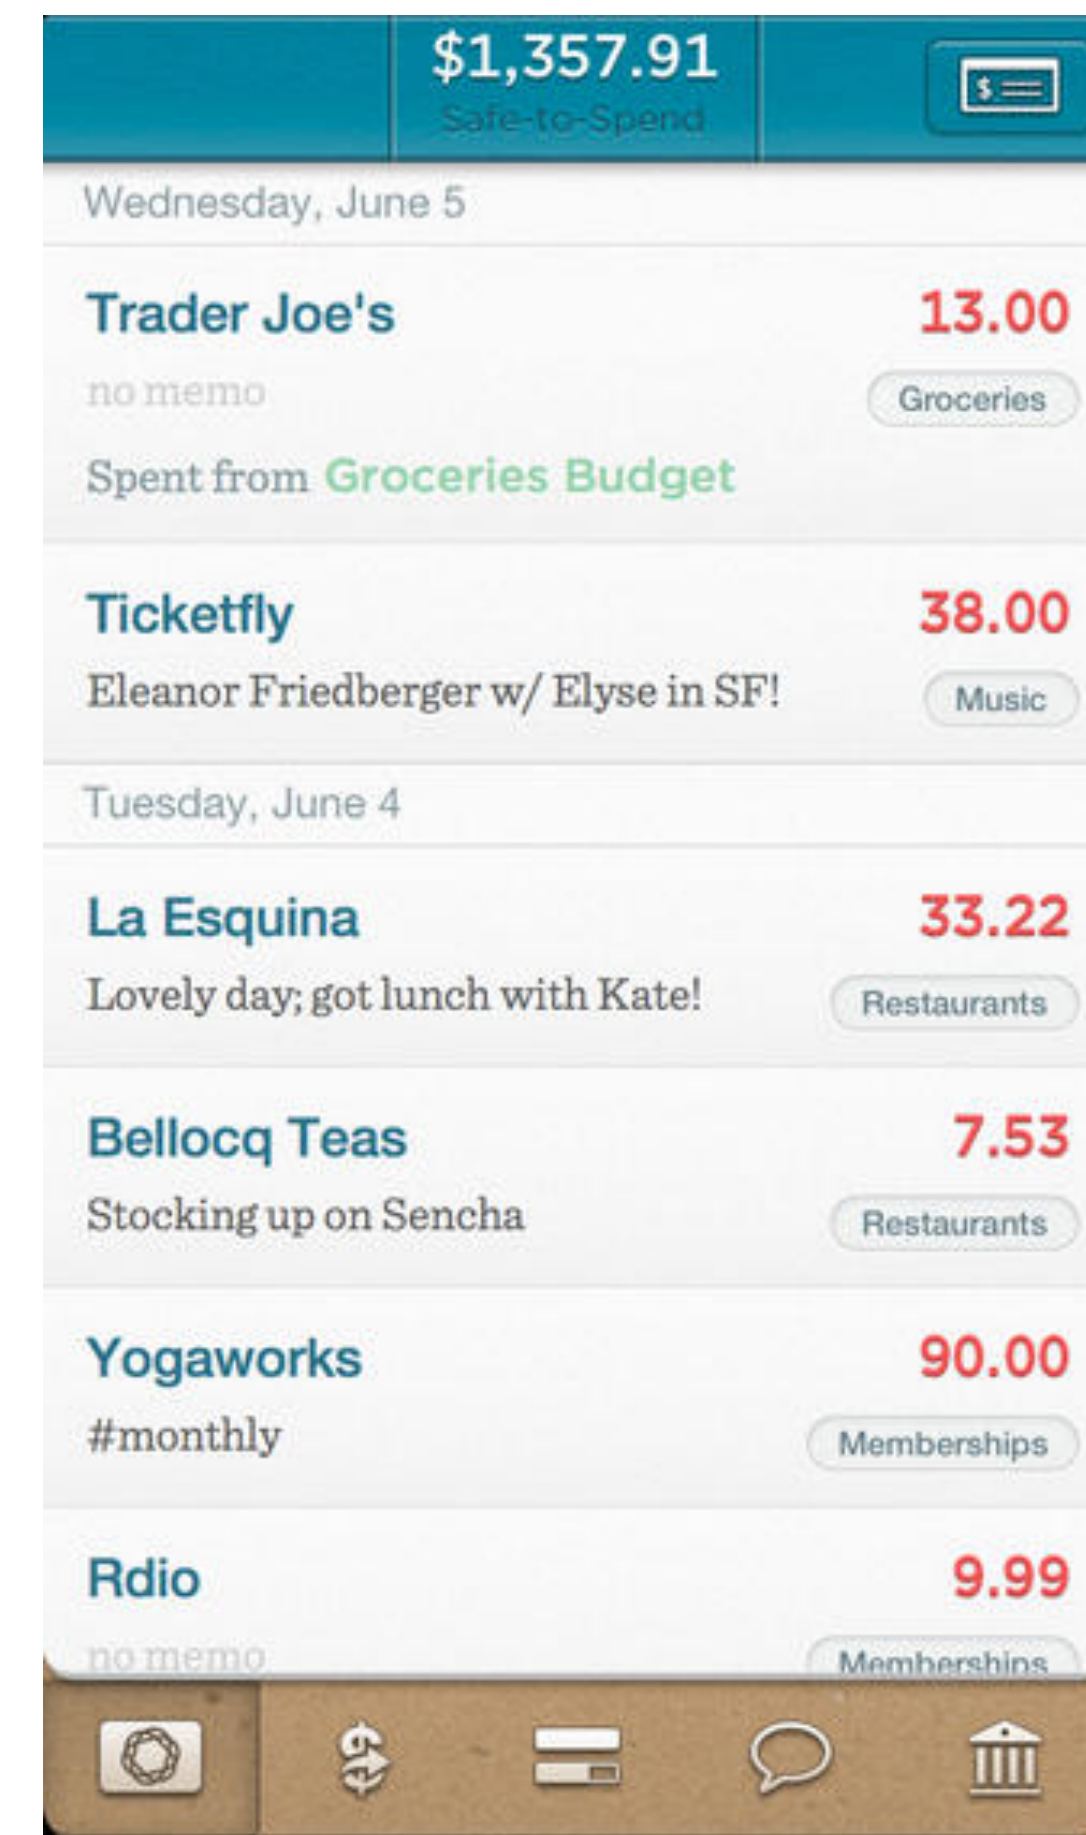 $1,357.91
Safe-to-Spend
$
Wednesday, June 5
Trader Joe's 13.00
no memo Groceries
Spent from Groceries Budget
Ticketfly 38.00
Eleanor Friedberger w/ Elyse in SF! Music
Tuesday, June 4
La Esquina 33.22
Lovely day; got lunch with Kate! Restaurants
Bellocq Teas 7.53
Stocking up on Sencha Restaurants
Yogaworks 90.00
#monthly Memberships
Rdio 9.99
no memo Memberships